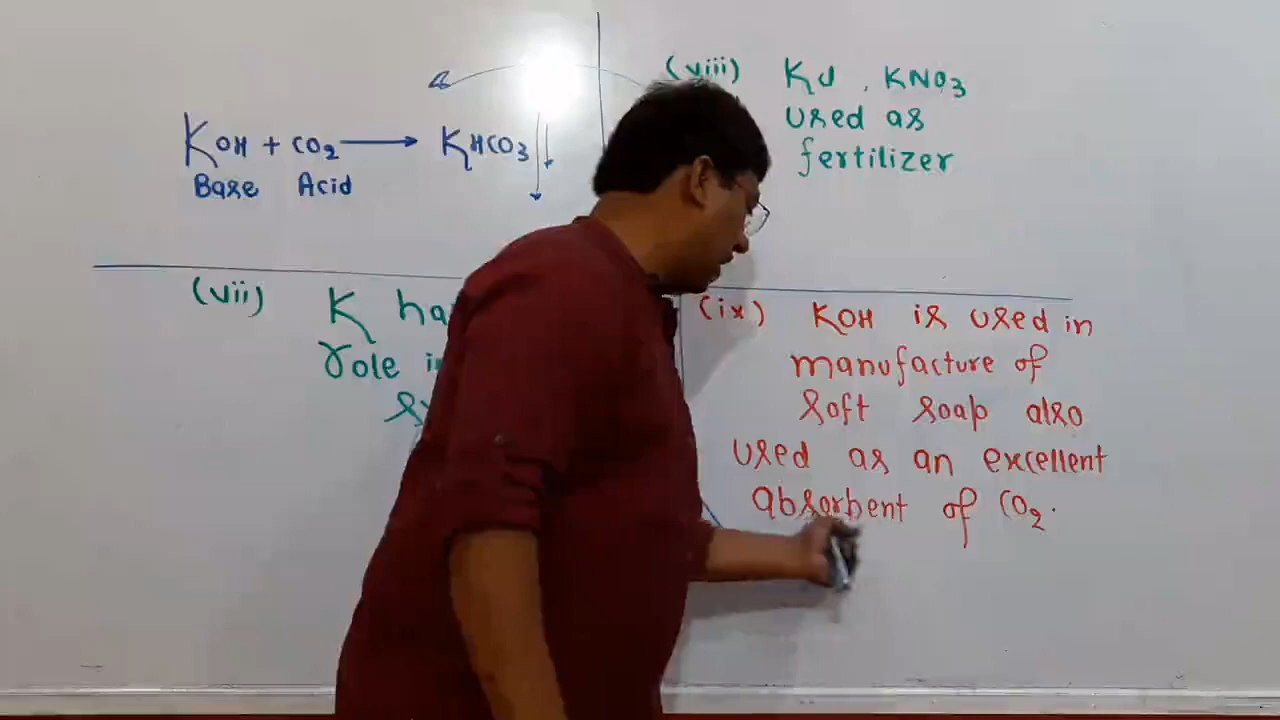 KOH + CO₂ → KHCO₃
Base Acid
(viii) KCl, KNO₃
used as
fertilizer
(vii) K ha
role in
(ix) KOH is used in
manufacture of
soft soap also
used as an excellent
absorbent of CO₂.